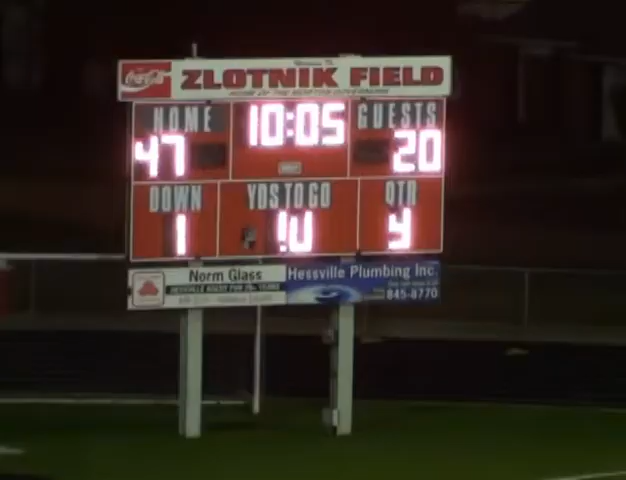 Coca-Cola
ZLOTNIK FIELD
HOME GUESTS
47 10:05 20
DOWN YDS TO GO QTR
1
Norm Glass
Hessville Plumbing Inc.
845-8770